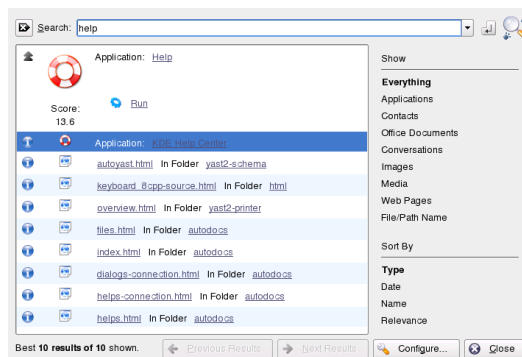 Search: help
Application: Help
Run
Score:
13.6
Application: KDE Help Center
autoyast.html In Folder yast2-schema
keyboard_8cpp-source.html In Folder html
overview.html In Folder yast2-printer
files.html In Folder autodocs
index.html In Folder autodocs
dialogs-connection.html In Folder autodocs
helps-connection.html In Folder autodocs
helps.html In Folder autodocs
Show
Everything
Applications
Contacts
Office Documents
Conversations
Images
Media
Web Pages
File/Path Name
Sort By
Type
Date
Name
Relevance
Best 10 results of 10 shown.
Previous Results
Next Results
Configure...
Close